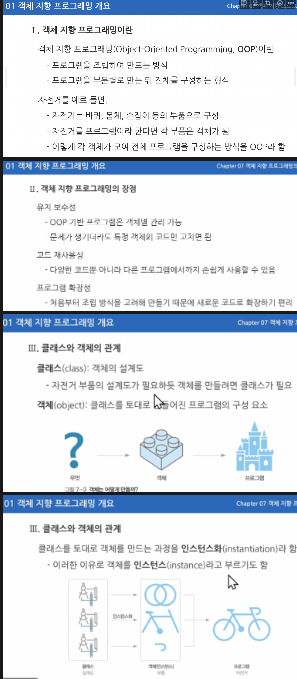 01 객체 지향 프로그래밍 개요
Ⅰ. 객체 지향 프로그래밍이란
객체 지향 프로그래밍(Object-Oriented Programming, OOP)이란
- 프로그램을 조립하여 만드는 방식
- 프로그램을 부문별로 만든 뒤 전체를 구성하는 형식
자전거를 예로 들면,
- 자전거는 바퀴, 몸체, 손잡이 등의 부품으로 구성
- 자전거를 프로그램이라 한다면 각 부품은 객체가 됨
- 이렇게 각 객체가 모여 전체 프로그램을 구성하는 방식을 OOP라 함
01 객체 지향 프로그래밍 개요
Chapter 07 객체 지향 프로그래밍
Ⅱ. 객체 지향 프로그래밍의 장점
유지 보수성
- OOP 기반 프로그램은 객체별 관리 가능
문제가 생기더라도 특정 객체의 코드만 고치면 됨
코드 재사용성
- 다양한 코드뿐 아니라 다른 프로그램에서까지 손쉽게 사용할 수 있음
프로그램 확장성
- 처음부터 조립 방식을 고려해 만들기 때문에 새로운 코드로 확장하기 편리
01 객체 지향 프로그래밍 개요
Chapter 07 객체 지향
Ⅲ. 클래스와 객체의 관계
클래스(class): 객체의 설계도
- 자전거 부품의 설계도가 필요하듯 객체를 만들려면 클래스가 필요
객체(object): 클래스를 토대로 만들어진 프로그램의 구성 요소
?
무엇
객체
프로그램
그림 7-3 객체는 어떻게 만들까?
01 객체 지향 프로그래밍 개요
Chapter 07 객체 지향
Ⅲ. 클래스와 객체의 관계
클래스를 토대로 객체를 만드는 과정을 인스턴스화(instantiation)라 함
- 이러한 이유로 객체를 인스턴스(instance)라고 부르기도 함
인스턴스화
클래스
설계도
객체(인스턴스)
부품
프로그램
자전거